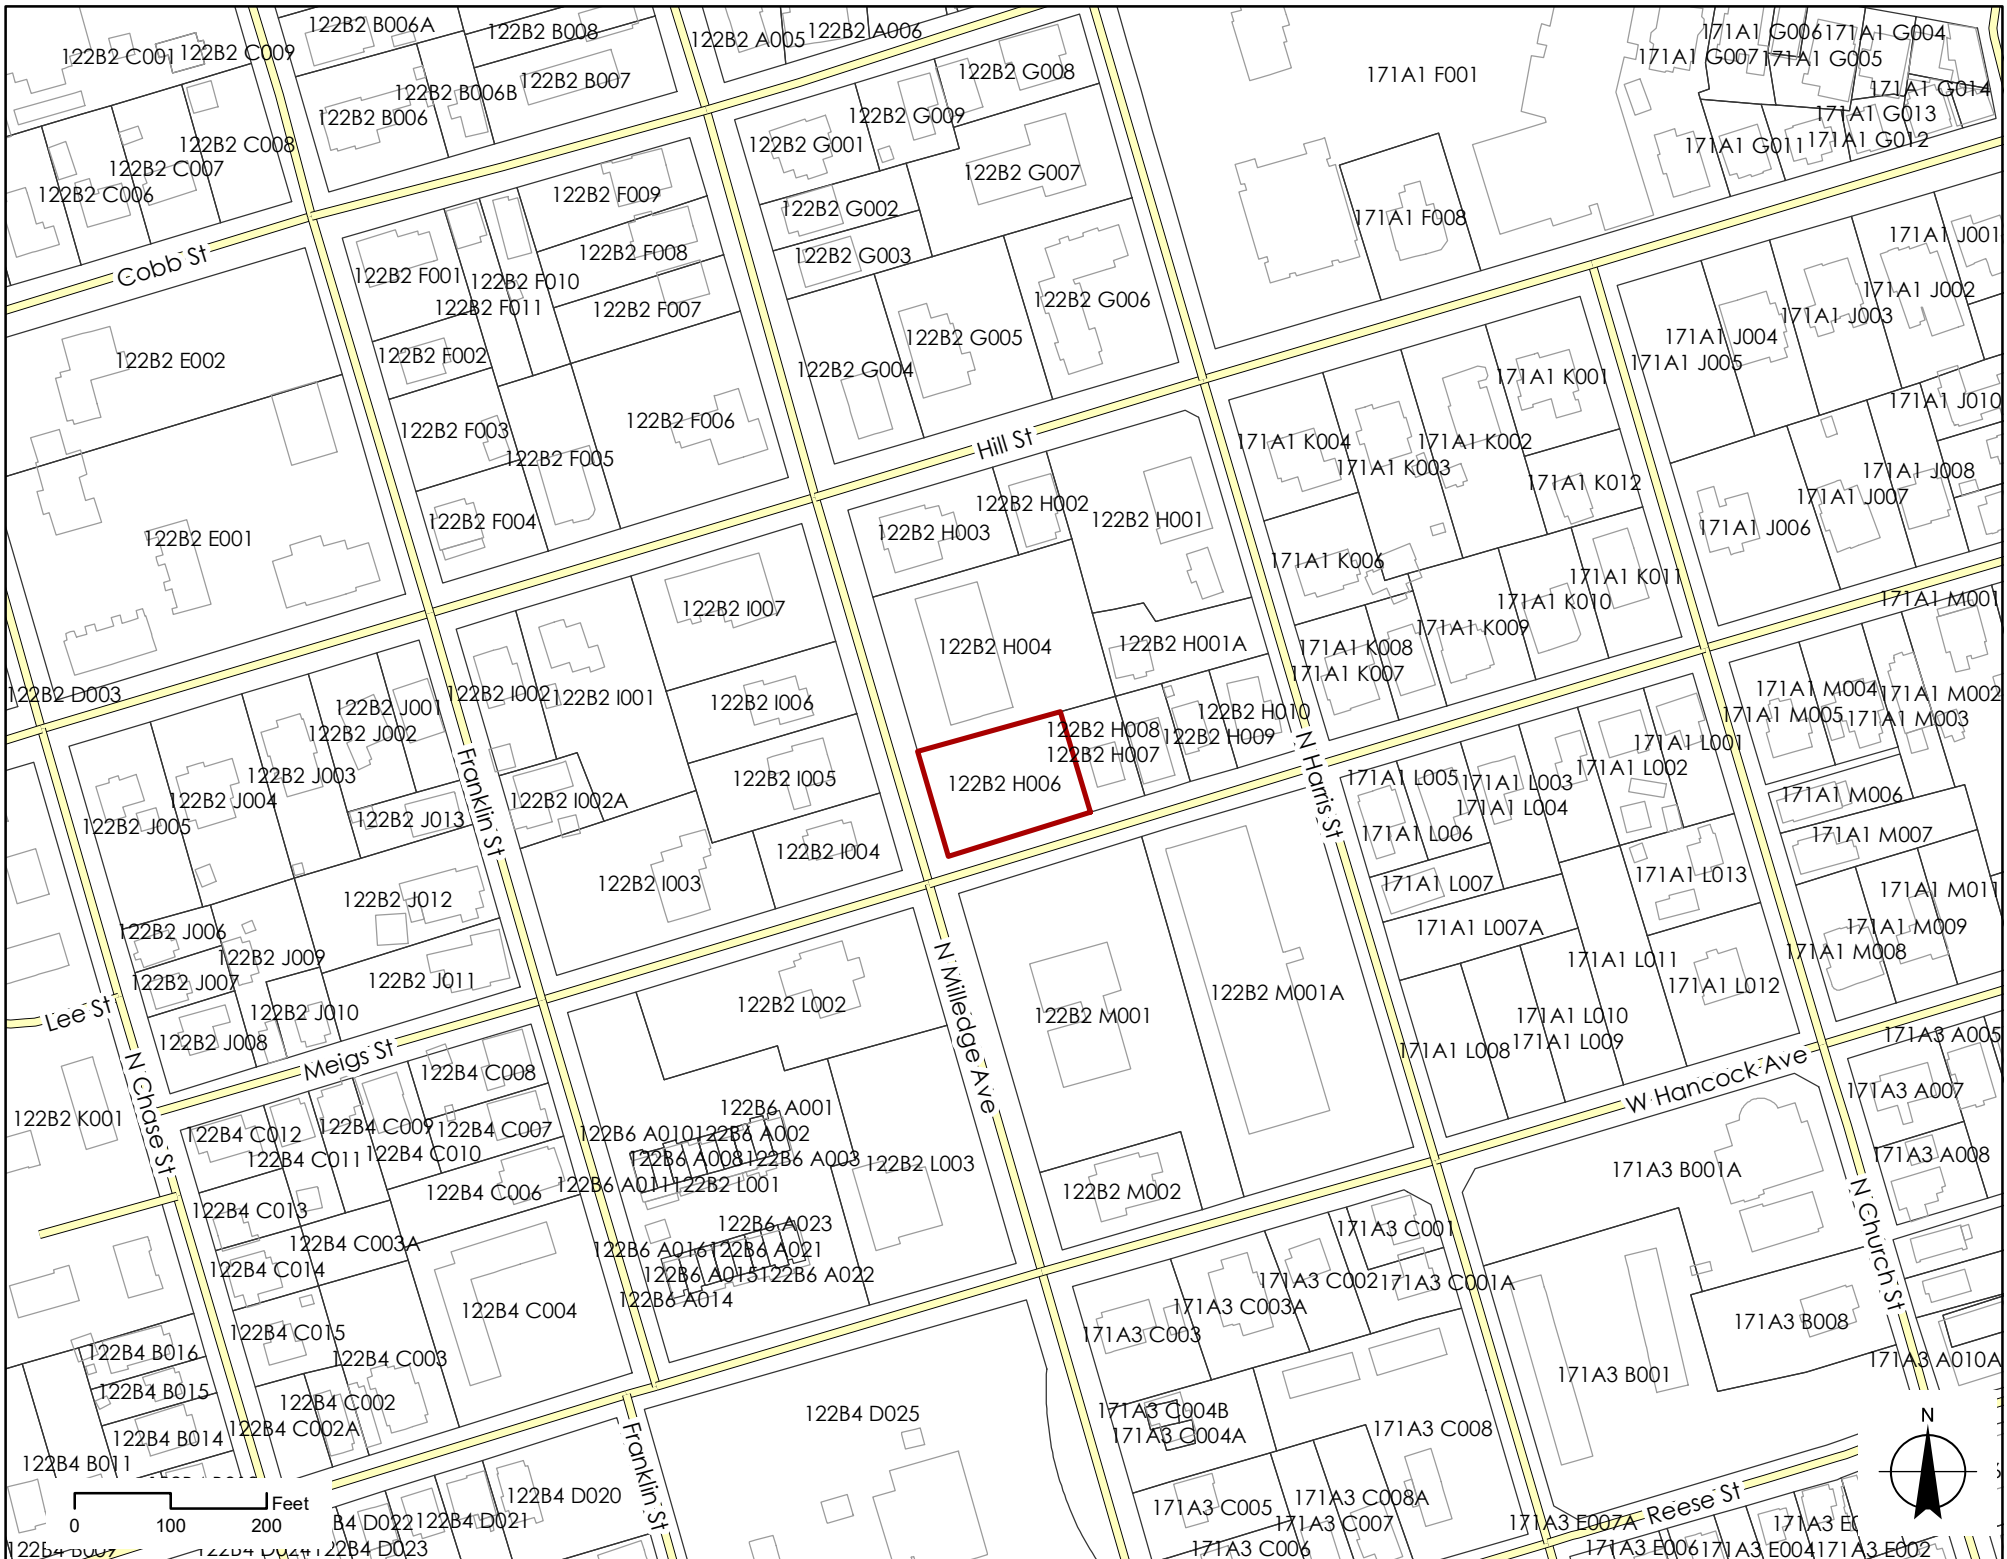 122B2 C001
122B2 C009
122B2 B006A
122B2 B008
122B2 A005
122B2 A006
122B2 G008
171A1 F001
171A1 G006
171A1 G004
171A1 G007
171A1 G005
171A1 G014
171A1 G013
171A1 G012
171A1 G011
122B2 B007
122B2 B006B
122B2 B006
122B2 C008
122B2 C007
122B2 C006
122B2 G009
122B2 G001
122B2 G007
122B2 G002
122B2 G003
122B2 F009
122B2 F008
122B2 F001
122B2 F010
122B2 F011
122B2 F007
171A1 F008
171A1 J001
171A1 J002
171A1 J003
171A1 J004
171A1 J005
Cobb St
122B2 E002
122B2 F002
122B2 G006
122B2 G005
122B2 G004
122B2 F006
122B2 F003
122B2 F005
171A1 K001
171A1 K004
171A1 K002
171A1 K003
171A1 K012
171A1 J010
171A1 J008
171A1 J007
171A1 J006
Hill St
122B2 F004
122B2 E001
122B2 H002
122B2 H003
122B2 H001
171A1 K006
171A1 K011
171A1 K010
171A1 K009
171A1 K008
171A1 K007
171A1 M001
122B2 I007
122B2 H004
122B2 H001A
122B2 D003
122B2 J001
122B2 J002
122B2 I002
122B2 I001
122B2 I006
122B2 H010
122B2 H008
122B2 H009
122B2 H007
171A1 M004
171A1 M002
171A1 M005
171A1 M003
122B2 J003
122B2 J004
122B2 J005
122B2 J013
Franklin St
122B2 I002A
122B2 I005
122B2 H006
N Harris St
171A1 L001
171A1 L002
171A1 L005
171A1 L003
171A1 L004
171A1 L006
171A1 M006
171A1 M007
122B2 I004
122B2 I003
122B2 J012
171A1 L007
171A1 L013
171A1 M011
122B2 J006
122B2 J009
122B2 J007
122B2 J011
171A1 L007A
171A1 M009
171A1 M008
171A1 L011
171A1 L012
Lee St
122B2 J010
122B2 J008
122B2 L002
N Milledge Ave
122B2 M001
122B2 M001A
171A1 L010
171A1 L009
171A1 L008
171A3 A005
Meigs St
N Chase St
122B4 C008
W Hancock Ave
171A3 A007
122B2 K001
122B4 C012
122B4 C009
122B4 C007
122B4 C011
122B4 C010
122B6 A001
122B6 A010
122B6 A002
122B6 A008
122B6 A003
122B6 A011
122B2 L001
122B2 L003
122B2 M002
171A3 B001A
171A3 A008
122B4 C006
122B4 C013
122B4 C003A
122B4 C014
122B6 A023
122B6 A016
122B6 A021
122B6 A015
122B6 A022
122B6 A014
171A3 C001
171A3 C002
171A3 C001A
171A3 C003A
171A3 C003
N Church St
122B4 C004
122B4 C015
122B4 C003
122B4 B016
122B4 B015
122B4 C002
122B4 C002A
122B4 B014
122B4 B011
122B4 D025
171A3 B008
171A3 B001
171A3 A010A
171A3 C004B
171A3 C004A
171A3 C008
Franklin St
122B4 D020
B4 D022
122B4 D021
122B4 D023
171A3 C005
171A3 C008A
171A3 C007
171A3 C006
171A3 E007A
Reese St
171A3 E006
171A3 E004
171A3 E002
N
Feet
0 100 200